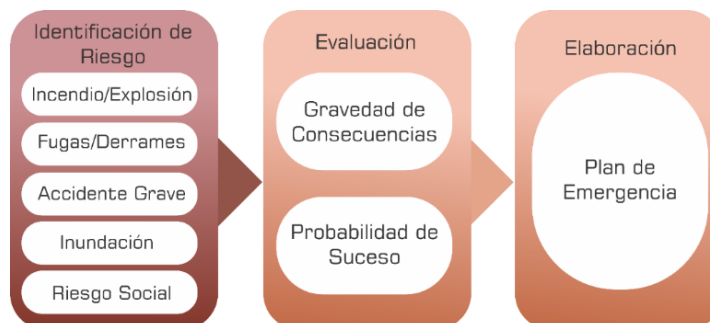 Identificación de
Riesgo
Incendio/Explosión
Fugas/Derrames
Accidente Grave
Inundación
Riesgo Social
Evaluación
Gravedad de
Consecuencias
Probabilidad de
Suceso
Elaboración
Plan de
Emergencia